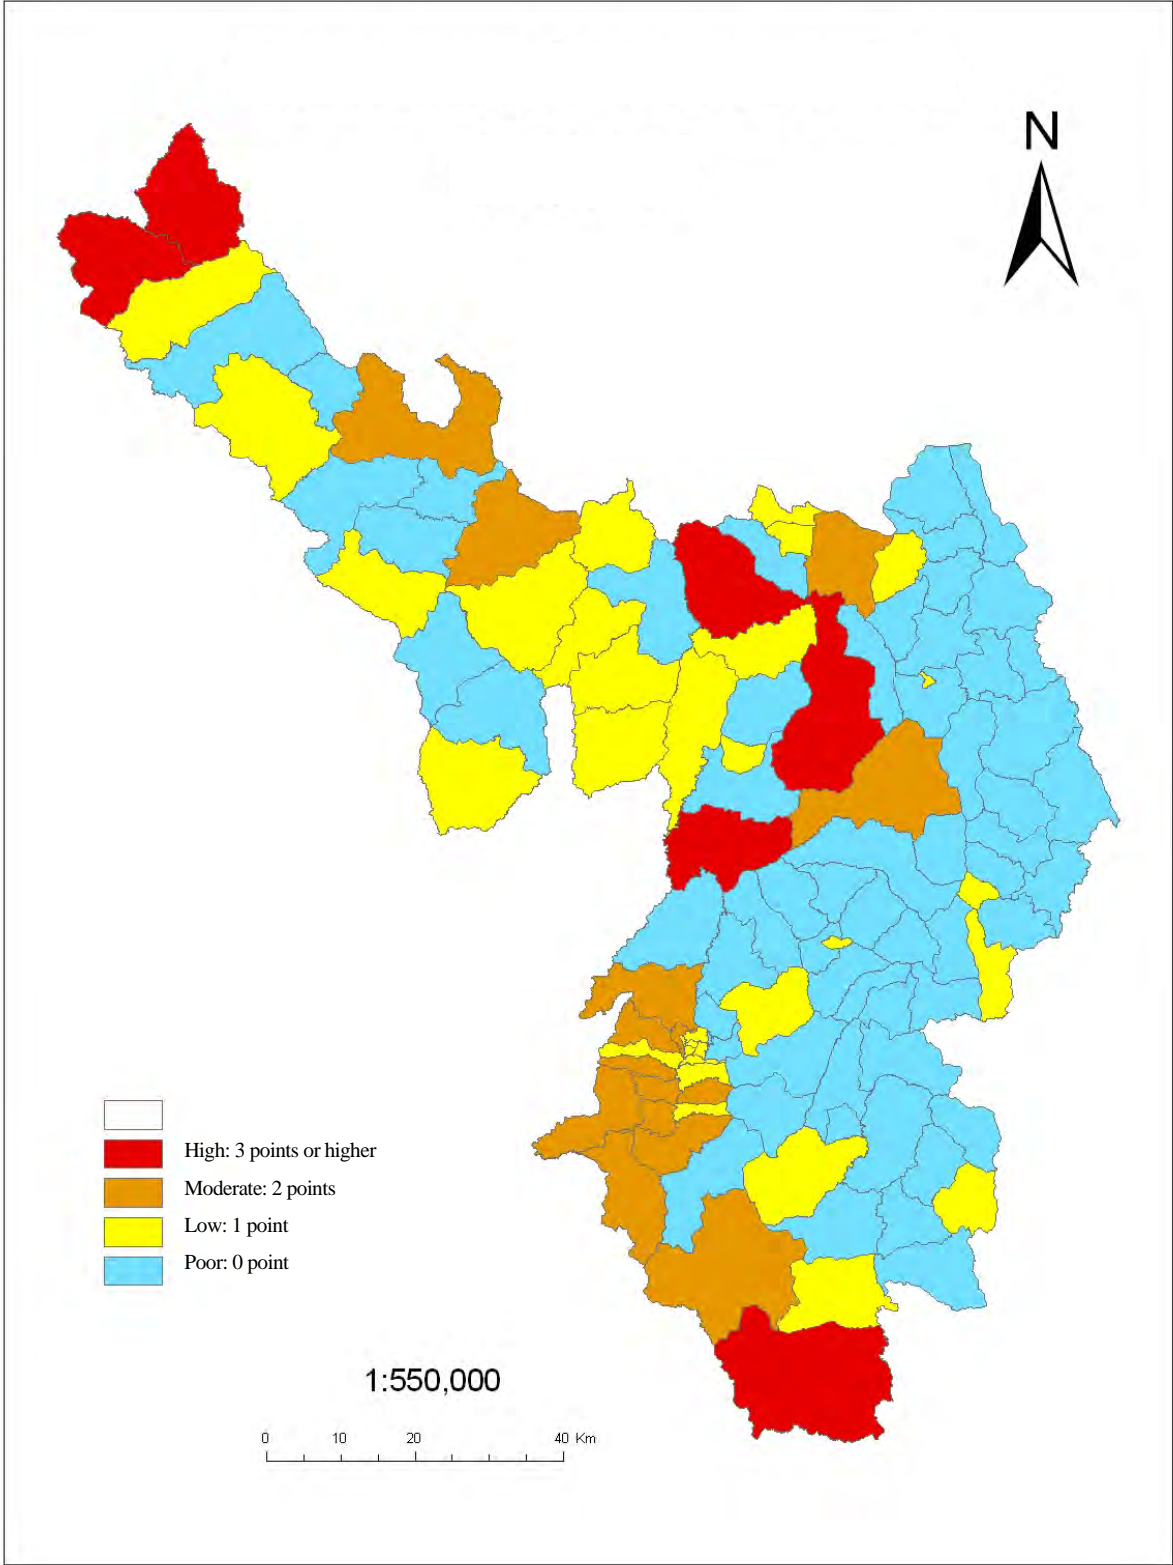 N
High: 3 points or higher
Moderate: 2 points
Low: 1 point
Poor: 0 point
1:550,000
0 10 20 40 Km